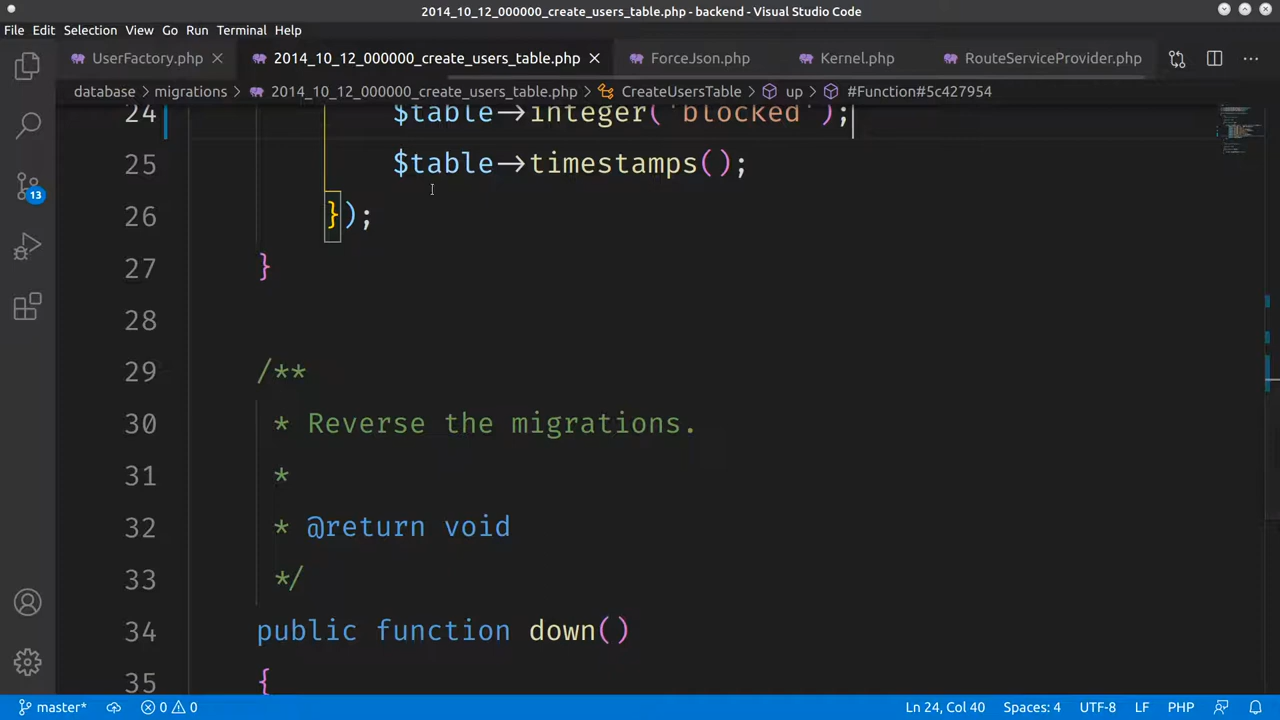 2014_10_12_000000_create_users_table.php - backend - Visual Studio Code
File Edit Selection View Go Run Terminal Help
UserFactory.php 2014_10_12_000000_create_users_table.php ForceJson.php Kernel.php RouteServiceProvider.php
database > migrations > 2014_10_12_000000_create_users_table.php > CreateUsersTable > up > #Function#5c427954
24 $table->integer('blocked');
25 $table->timestamps();
26 });
27 }
28
29 /**
30 * Reverse the migrations.
31 *
32 * @return void
33 */
34 public function down()
35 {
13
master* 0 0 Ln 24, Col 40 Spaces: 4 UTF-8 LF PHP